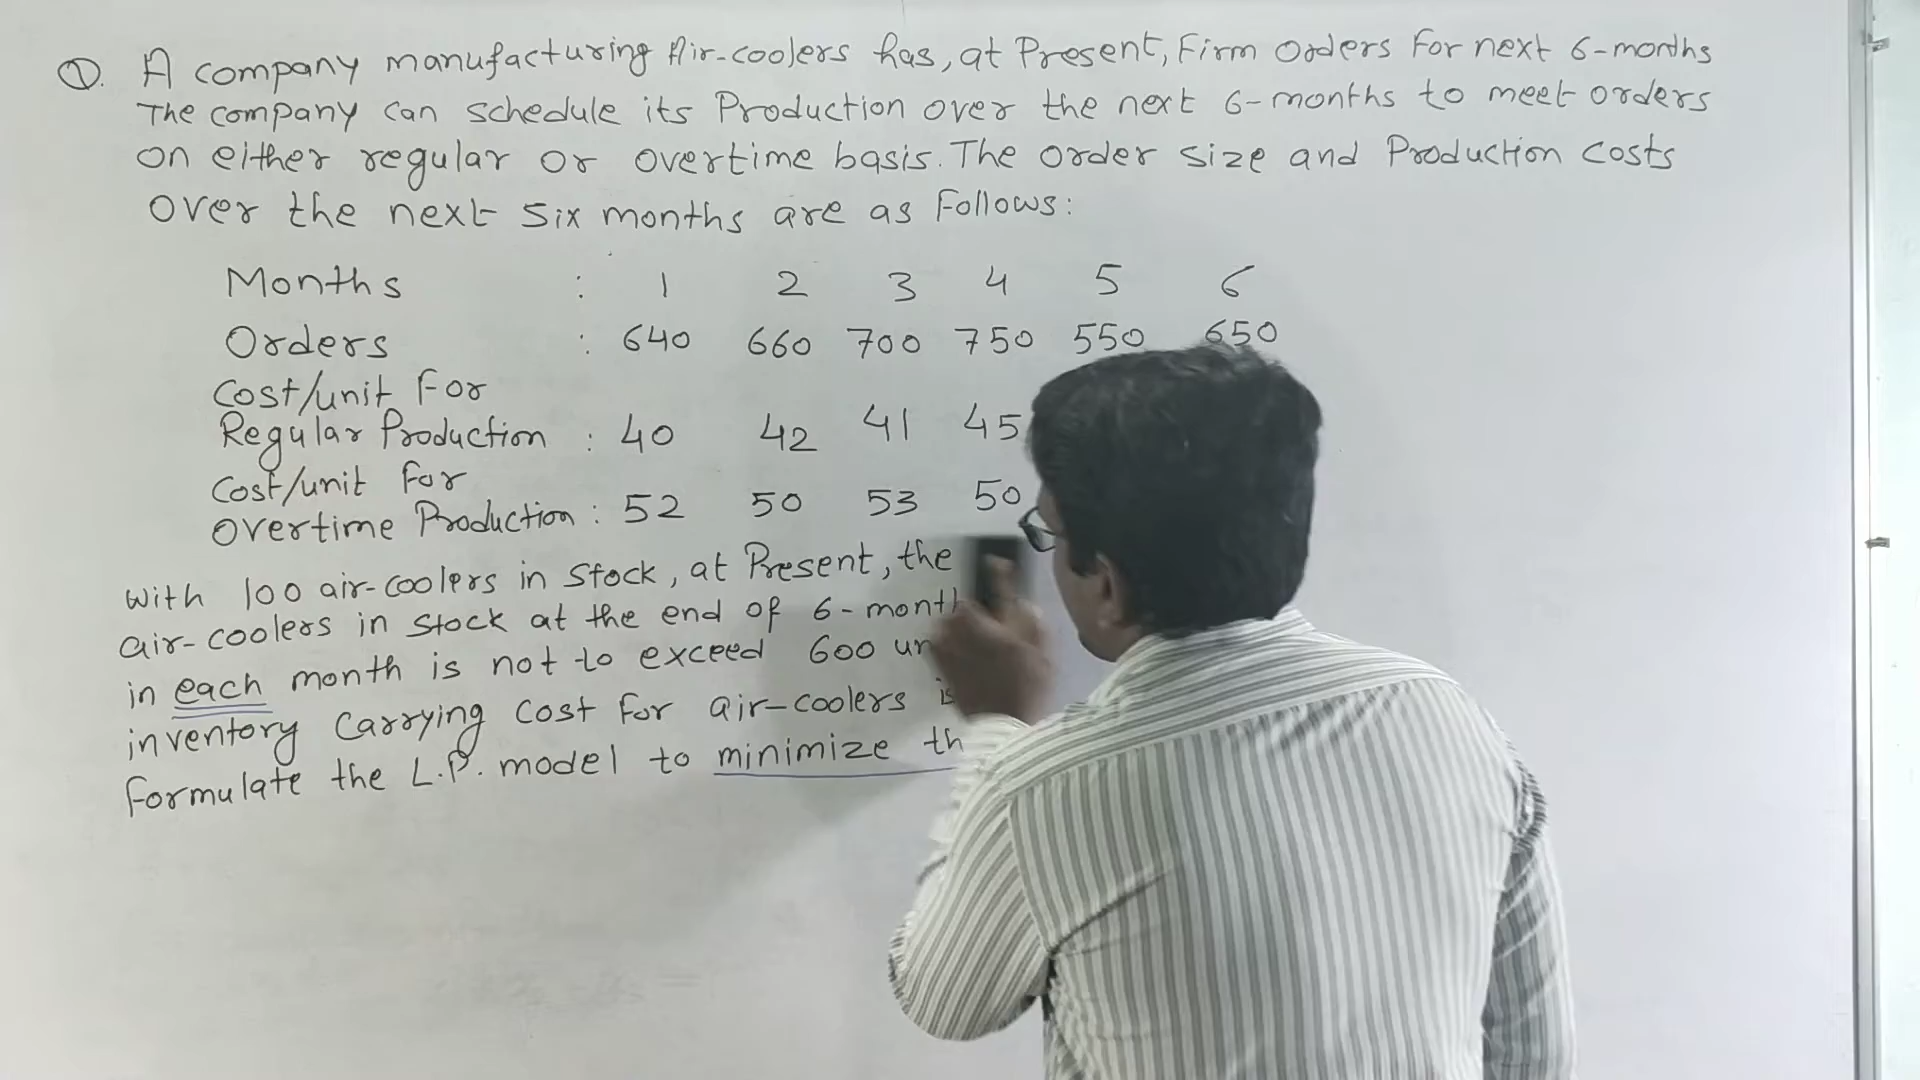 ①. A company manufacturing Air-coolers has, at Present, Firm Orders For next 6-months
The company can schedule its Production over the next 6-months to meet orders
on either regular or overtime basis. The order size and Production costs
over the next six months are as Follows:
Months : 1 2 3 4 5 6
Orders : 640 660 700 750 550 650
Cost/unit For
Regular Production : 40 42 41 45
Cost/unit For
Overtime Production : 52 50 53 50
With 100 air-coolers in Stock, at Present, the
air-coolers in stock at the end of 6-month
in each month is not to exceed 600
inventory carrying cost for air-coolers is
Formulate the L.P. model to minimize